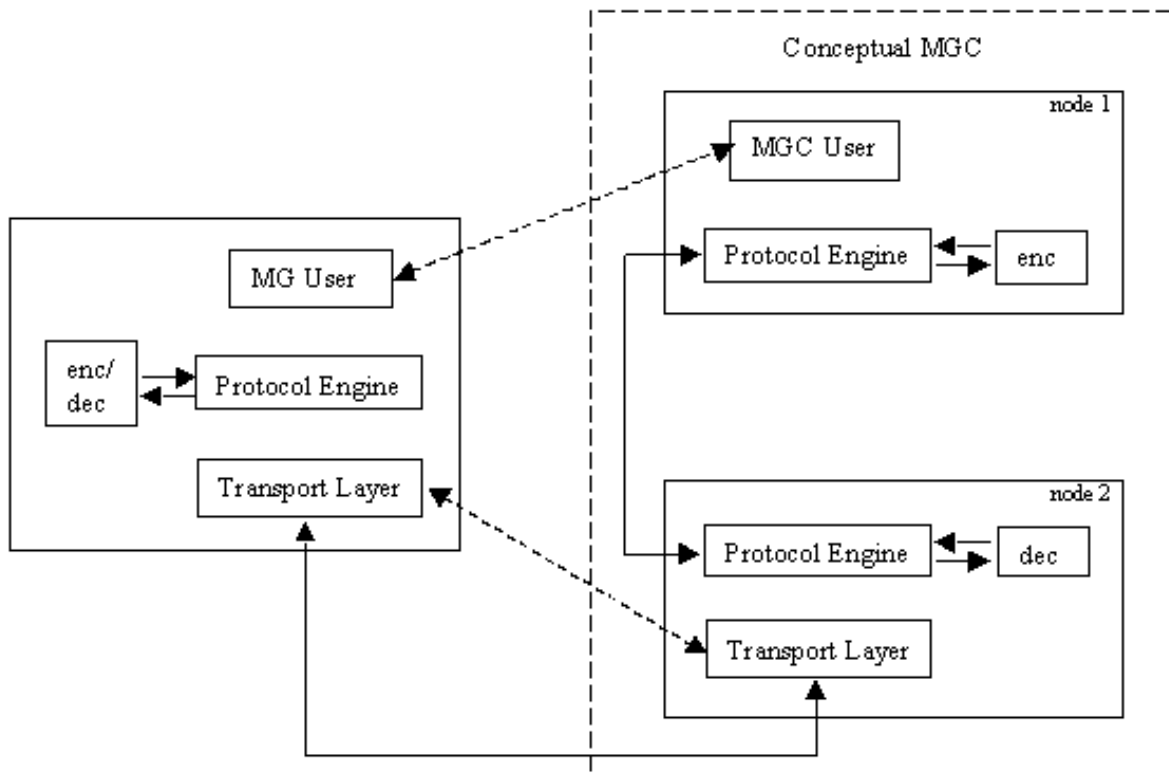 Conceptual MGC
node 1
MGC User
Protocol Engine
enc
MG User
enc/
dec
Protocol Engine
Transport Layer
node 2
Protocol Engine
dec
Transport Layer